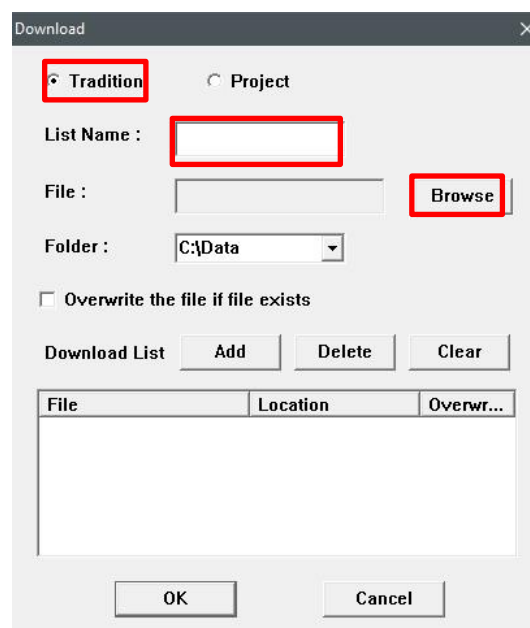 Download
Tradition Project
List Name :
File : Browse
Folder : C:\Data
Overwrite the file if file exists
Download List Add Delete Clear
File Location Overwr...
OK Cancel